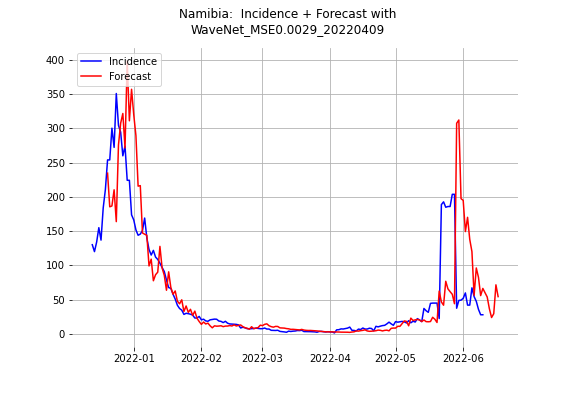 Namibia:  Incidence + Forecast with
WaveNet_MSE0.0029_20220409
Incidence
Forecast
400
350
300
250
200
150
100
50
0
2022-01 2022-02 2022-03 2022-04 2022-05 2022-06